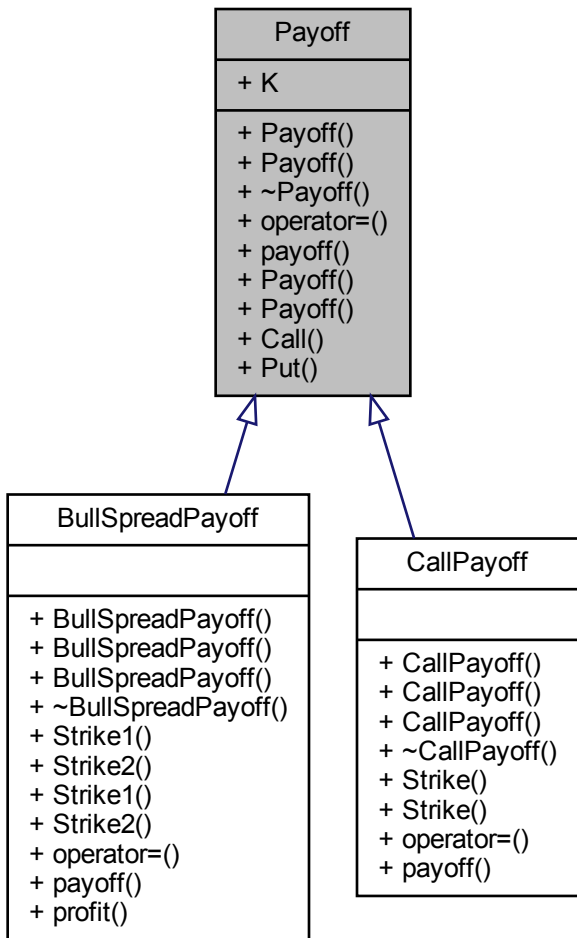 Payoff
+ K
+ Payoff()
+ Payoff()
+ ~Payoff()
+ operator=()
+ payoff()
+ Payoff()
+ Payoff()
+ Call()
+ Put()
BullSpreadPayoff
+ BullSpreadPayoff()
+ BullSpreadPayoff()
+ BullSpreadPayoff()
+ ~BullSpreadPayoff()
+ Strike1()
+ Strike2()
+ Strike1()
+ Strike2()
+ operator=()
+ payoff()
+ profit()
CallPayoff
+ CallPayoff()
+ CallPayoff()
+ CallPayoff()
+ ~CallPayoff()
+ Strike()
+ Strike()
+ operator=()
+ payoff()